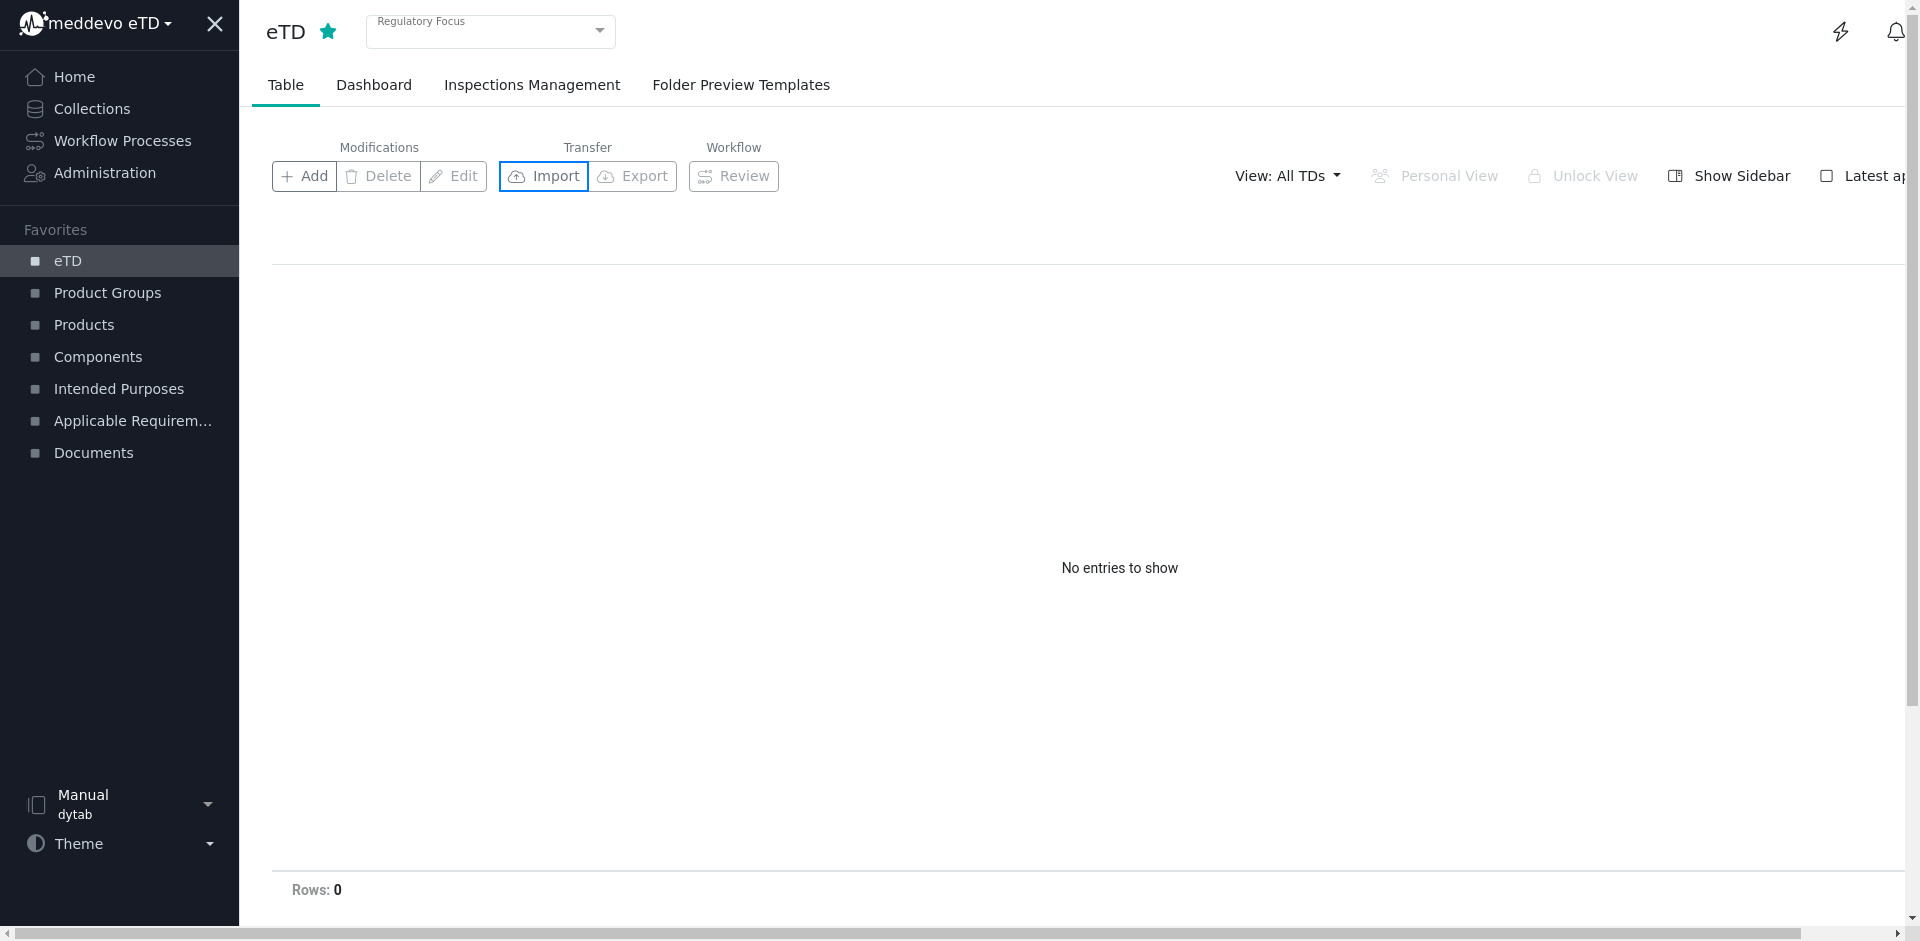 meddevo eTD
Home
Collections
Workflow Processes
Administration
Favorites
eTD
Product Groups
Products
Components
Intended Purposes
Applicable Requirem...
Documents
Manual
dytab
Theme
eTD
Regulatory Focus
Table Dashboard Inspections Management Folder Preview Templates
Modifications Transfer Workflow
Add Delete Edit Import Export Review View: All TDs Personal View Unlock View Show Sidebar Latest ap
No entries to show
Rows: 0